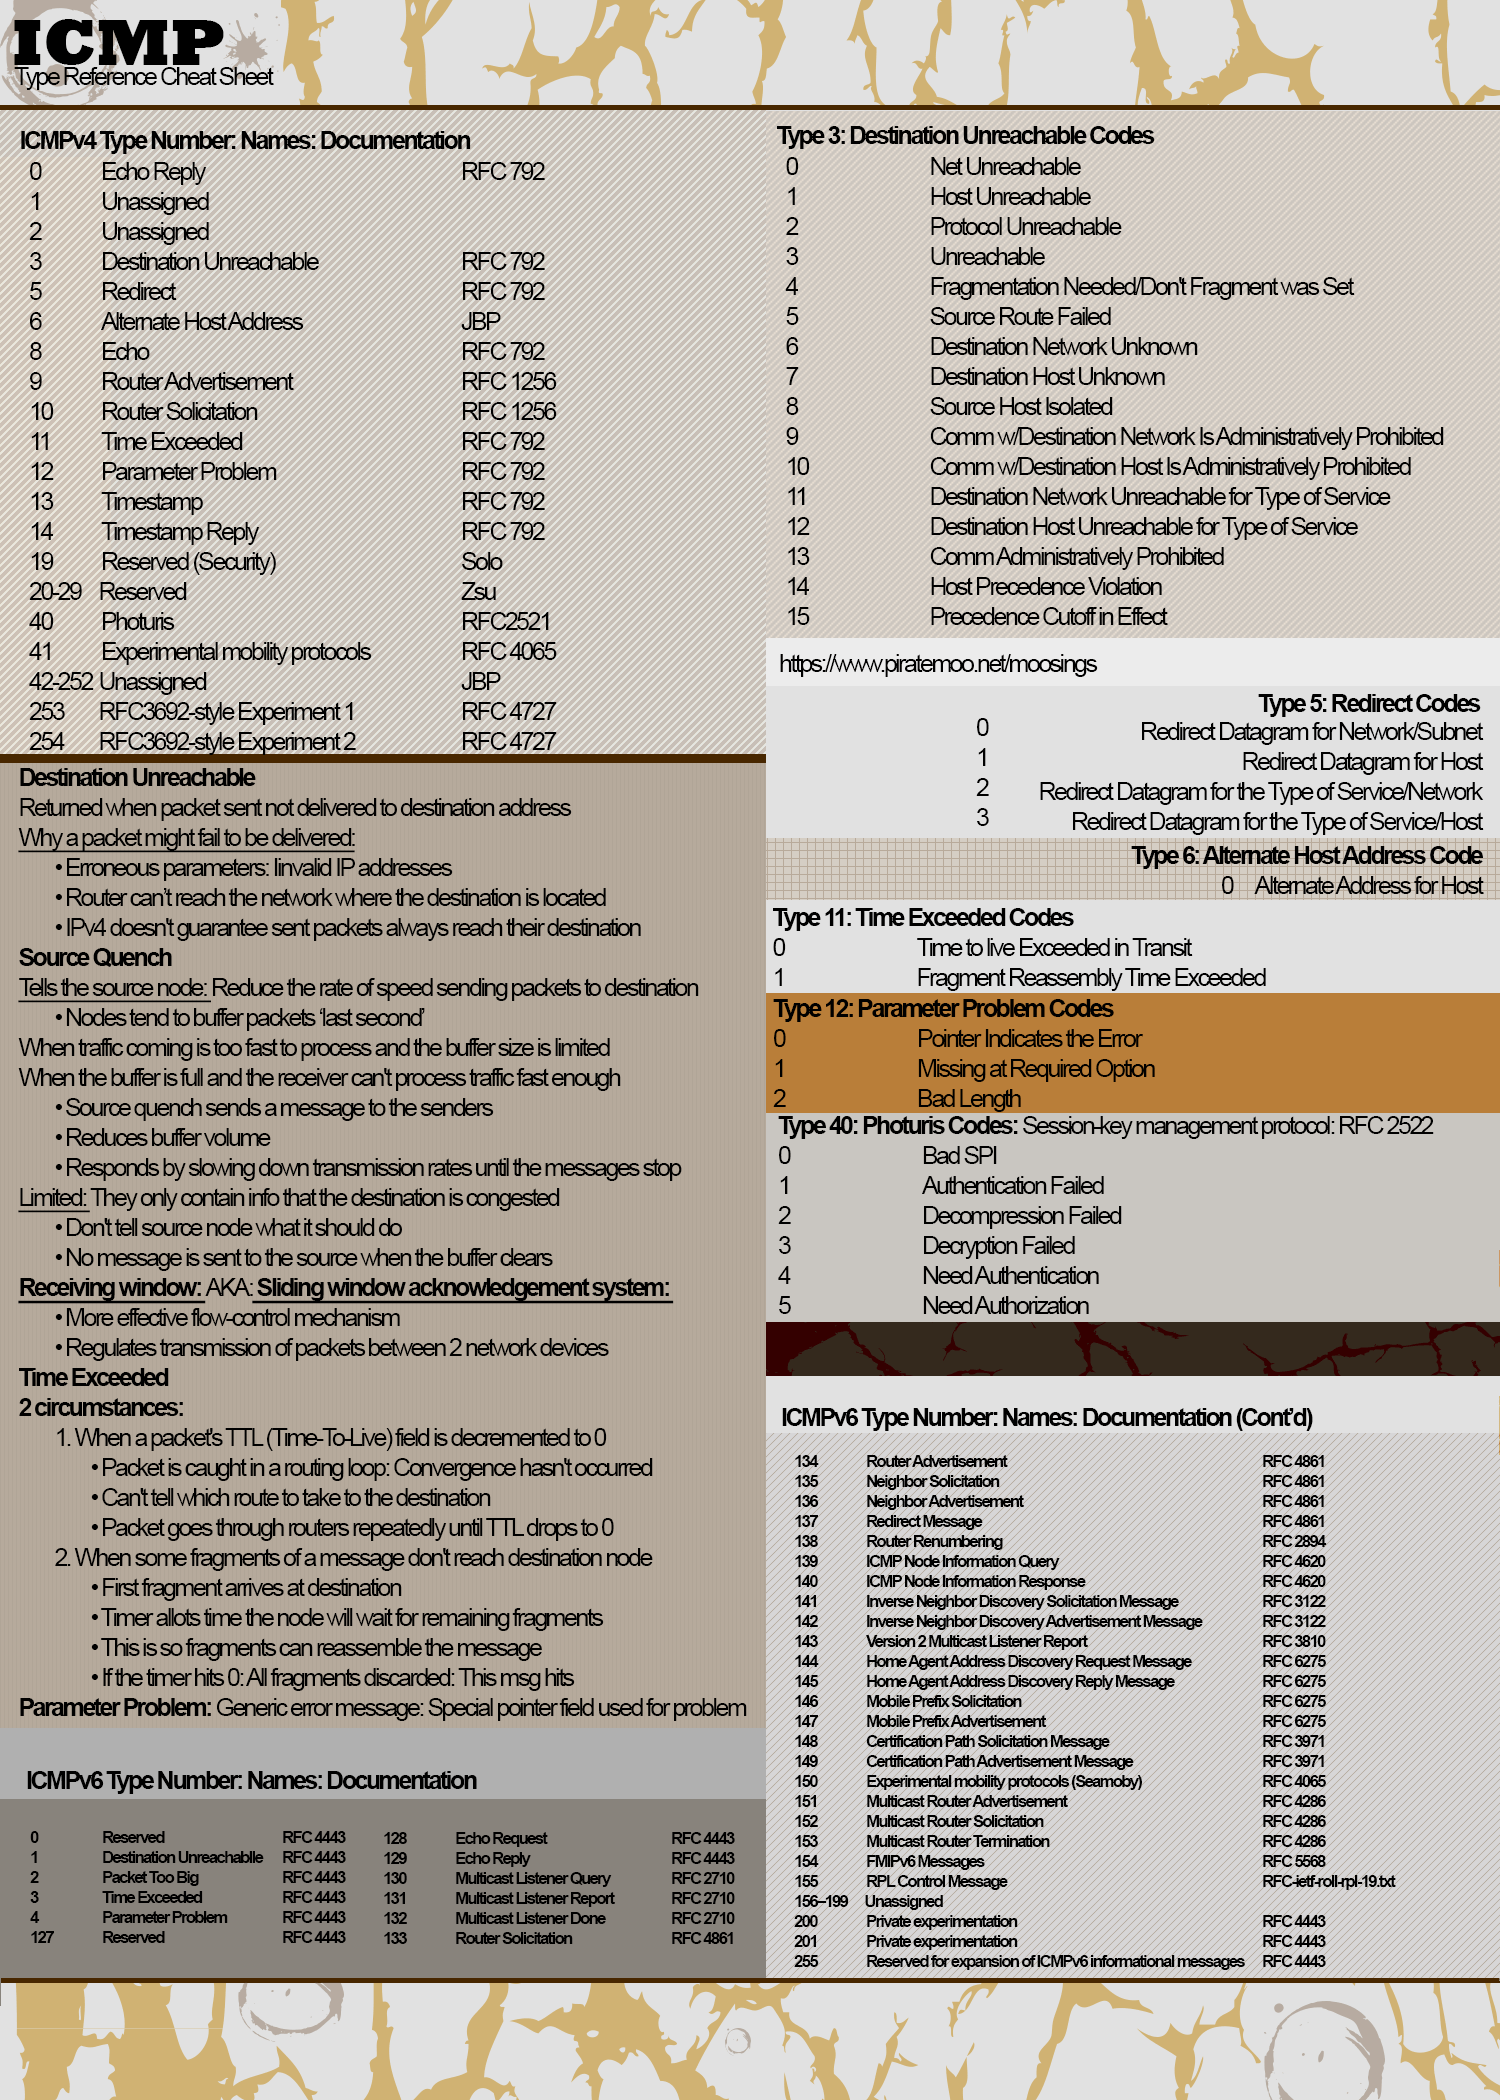 ICMP
Type Reference Cheat Sheet
ICMPv4 Type Number: Names: Documentation
0 Echo Reply RFC 792
1 Unassigned
2 Unassigned
3 Destination Unreachable RFC 792
5 Redirect RFC 792
6 Alternate Host Address JBP
8 Echo RFC 792
9 Router Advertisement RFC 1256
10 Router Solicitation RFC 1256
11 Time Exceeded RFC 792
12 Parameter Problem RFC 792
13 Timestamp RFC 792
14 Timestamp Reply RFC 792
19 Reserved (Security) Solo
20-29 Reserved Zsu
40 Photuris RFC2521
41 Experimental mobility protocols RFC 4065
42-252 Unassigned JBP
253 RFC3692-style Experiment 1 RFC 4727
254 RFC3692-style Experiment 2 RFC 4727
Destination Unreachable
Returned when packet sent not delivered to destination address
Why a packet might fail to be delivered:
• Erroneous parameters: Iinvalid IP addresses
• Router can't reach the network where the destination is located
• IPv4 doesn't guarantee sent packets always reach their destination
Source Quench
Tells the source node: Reduce the rate of speed sending packets to destination
• Nodes tend to buffer packets 'last second'
When traffic coming is too fast to process and the buffer size is limited
When the buffer is full and the receiver can't process traffic fast enough
• Source quench sends a message to the senders
• Reduces buffer volume
• Responds by slowing down transmission rates until the messages stop
Limited: They only contain info that the destination is congested
• Don't tell source node what it should do
• No message is sent to the source when the buffer clears
Receiving window: AKA: Sliding window acknowledgement system:
• More effective flow-control mechanism
• Regulates transmission of packets between 2 network devices
Time Exceeded
2 circumstances:
1. When a packet's TTL (Time-To-Live) field is decremented to 0
• Packet is caught in a routing loop: Convergence hasn't occurred
• Can't tell which route to take to the destination
• Packet goes through routers repeatedly until TTL drops to 0
2. When some fragments of a message don't reach destination node
• First fragment arrives at destination
• Timer allots time the node will wait for remaining fragments
• This is so fragments can reassemble the message
• If the timer hits 0: All fragments discarded: This msg hits
Parameter Problem: Generic error message: Special pointer field used for problem
ICMPv6 Type Number: Names: Documentation
0 Reserved RFC 4443
1 Destination Unreachablle RFC 4443
2 Packet Too Big RFC 4443
3 Time Exceeded RFC 4443
4 Parameter Problem RFC 4443
127 Reserved RFC 4443
128 Echo Request RFC 4443
129 Echo Reply RFC 4443
130 Multicast Listener Query RFC 2710
131 Multicast Listener Report RFC 2710
132 Multicast Listener Done RFC 2710
133 Router Solicitation RFC 4861
Type 3: Destination Unreachable Codes
0 Net Unreachable
1 Host Unreachable
2 Protocol Unreachable
3 Unreachable
4 Fragmentation Needed/Don't Fragment was Set
5 Source Route Failed
6 Destination Network Unknown
7 Destination Host Unknown
8 Source Host Isolated
9 Comm w/Destination Network Is Administratively Prohibited
10 Comm w/Destination Host Is Administratively Prohibited
11 Destination Network Unreachable for Type of Service
12 Destination Host Unreachable for Type of Service
13 Comm Administratively Prohibited
14 Host Precedence Violation
15 Precedence Cutoff in Effect
https://www.piratemoo.net/moosings
Type 5: Redirect Codes
0 Redirect Datagram for Network/Subnet
1 Redirect Datagram for Host
2 Redirect Datagram for the Type of Service/Network
3 Redirect Datagram for the Type of Service/Host
Type 6: Alternate Host Address Code
0 Alternate Address for Host
Type 11: Time Exceeded Codes
0 Time to live Exceeded in Transit
1 Fragment Reassembly Time Exceeded
Type 12: Parameter Problem Codes
0 Pointer Indicates the Error
1 Missing at Required Option
2 Bad Length
Type 40: Photuris Codes: Session-key management protocol: RFC 2522
0 Bad SPI
1 Authentication Failed
2 Decompression Failed
3 Decryption Failed
4 Need Authentication
5 Need Authorization
ICMPv6 Type Number: Names: Documentation (Cont'd)
134 Router Advertisement RFC 4861
135 Neighbor Solicitation RFC 4861
136 Neighbor Advertisement RFC 4861
137 Redirect Message RFC 4861
138 Router Renumbering RFC 2894
139 ICMP Node Information Query RFC 4620
140 ICMP Node Information Response RFC 4620
141 Inverse Neighbor Discovery Solicitation Message RFC 3122
142 Inverse Neighbor Discovery Advertisement Message RFC 3122
143 Version 2 Multicast Listener Report RFC 3810
144 Home Agent Address Discovery Request Message RFC 6275
145 Home Agent Address Discovery Reply Message RFC 6275
146 Mobile Prefix Solicitation RFC 6275
147 Mobile Prefix Advertisement RFC 6275
148 Certification Path Solicitation Message RFC 3971
149 Certification Path Advertisement Message RFC 3971
150 Experimental mobility protocols (Seamoby) RFC 4065
151 Multicast Router Advertisement RFC 4286
152 Multicast Router Solicitation RFC 4286
153 Multicast Router Termination RFC 4286
154 FMIPv6 Messages RFC 5568
155 RPL Control Message RFC-ietf-roll-rpl-19.txt
156–199 Unassigned
200 Private experimentation RFC 4443
201 Private experimentation RFC 4443
255 Reserved for expansion of ICMPv6 informational messages RFC 4443